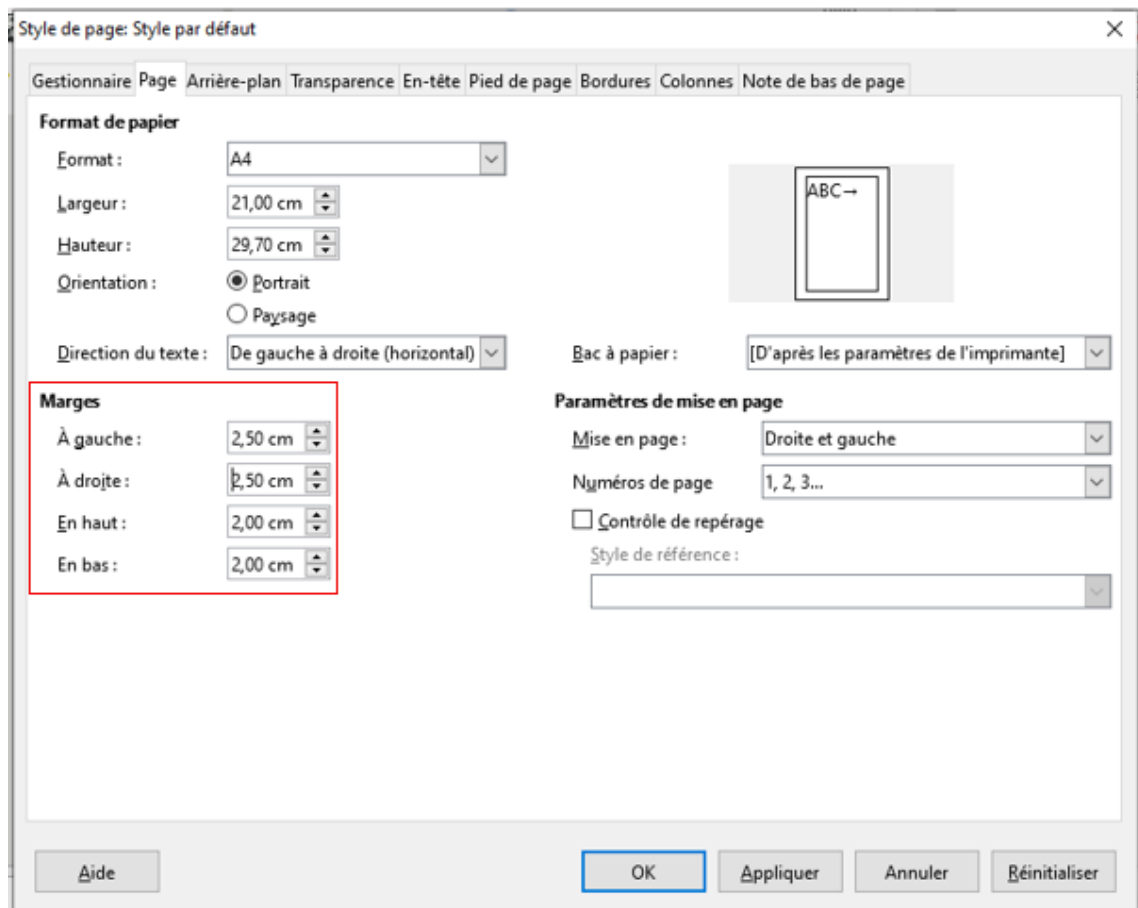 Style de page: Style par défaut
Gestionnaire Page Arrière-plan Transparence En-tête Pied de page Bordures Colonnes Note de bas de page
Format de papier
Format : A4
Largeur : 21,00 cm
ABC→
Hauteur : 29,70 cm
Orientation : Portrait
Paysage
Direction du texte : De gauche à droite (horizontal) Bac à papier : [D'après les paramètres de l'imprimante]
Marges Paramètres de mise en page
À gauche : 2,50 cm Mise en page : Droite et gauche
À droite : 2,50 cm Numéros de page 1, 2, 3...
En haut : 2,00 cm Contrôle de repérage
En bas : 2,00 cm Style de référence :
Aide OK Appliquer Annuler Réinitialiser